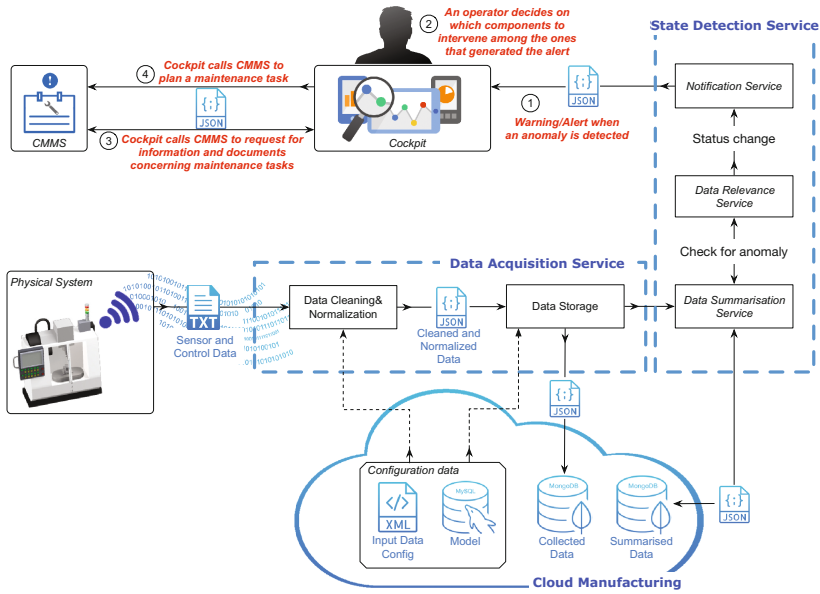 2
An operator decides on
which components to
intervene among the ones
that generated the alert
State Detection Service
4
Cockpit calls CMMS to
plan a maintenance task
{;}
JSON
CMMS
3
Cockpit calls CMMS to request for
information and documents
concerning maintenance tasks
Cockpit
{;}
JSON
1
Warning/Alert when
an anomaly is detected
Notification Service
Status change
Data Relevance
Service
Check for anomaly
Data Summarisation
Service
Data Acquisition Service
Physical System
TXT
Sensor and
Control Data
Data Cleaning&
Normalization
{;}
JSON
Cleaned and
Normalized
Data
Data Storage
{;}
JSON
Configuration data
</>
XML
Input Data
Config
MySQL
Model
MongoDB
Collected
Data
MongoDB
Summarised
Data
{;}
JSON
Cloud Manufacturing